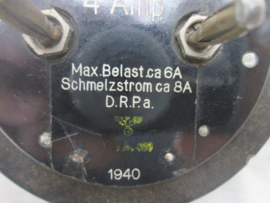 4 Amp
Max.Belast.ca 6A
Schmelzstrom ca 8A
D.R.P.a.
1940